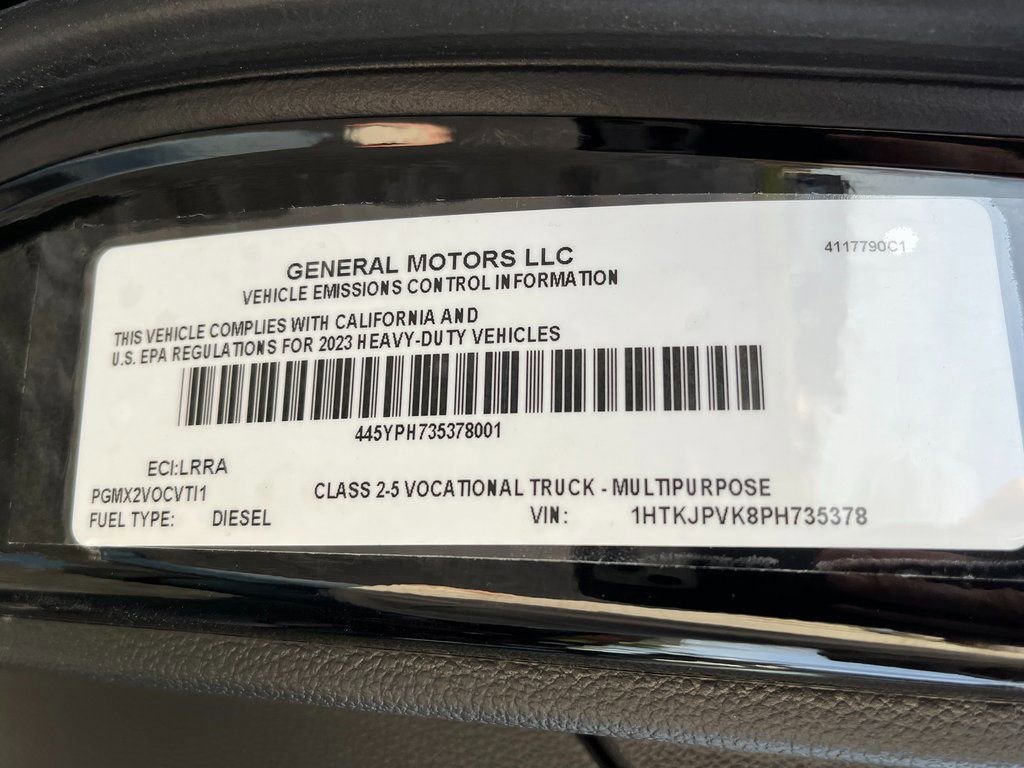 4117790C1
GENERAL MOTORS LLC
VEHICLE EMISSIONS CONTROL INFORMATION
THIS VEHICLE COMPLIES WITH CALIFORNIA AND
U.S. EPA REGULATIONS FOR 2023 HEAVY-DUTY VEHICLES
445YPH735378001
ECI:LRRA
PGMX2VOCVTI1
CLASS 2-5 VOCATIONAL TRUCK - MULTIPURPOSE
FUEL TYPE: DIESEL VIN: 1HTKJPVK8PH735378